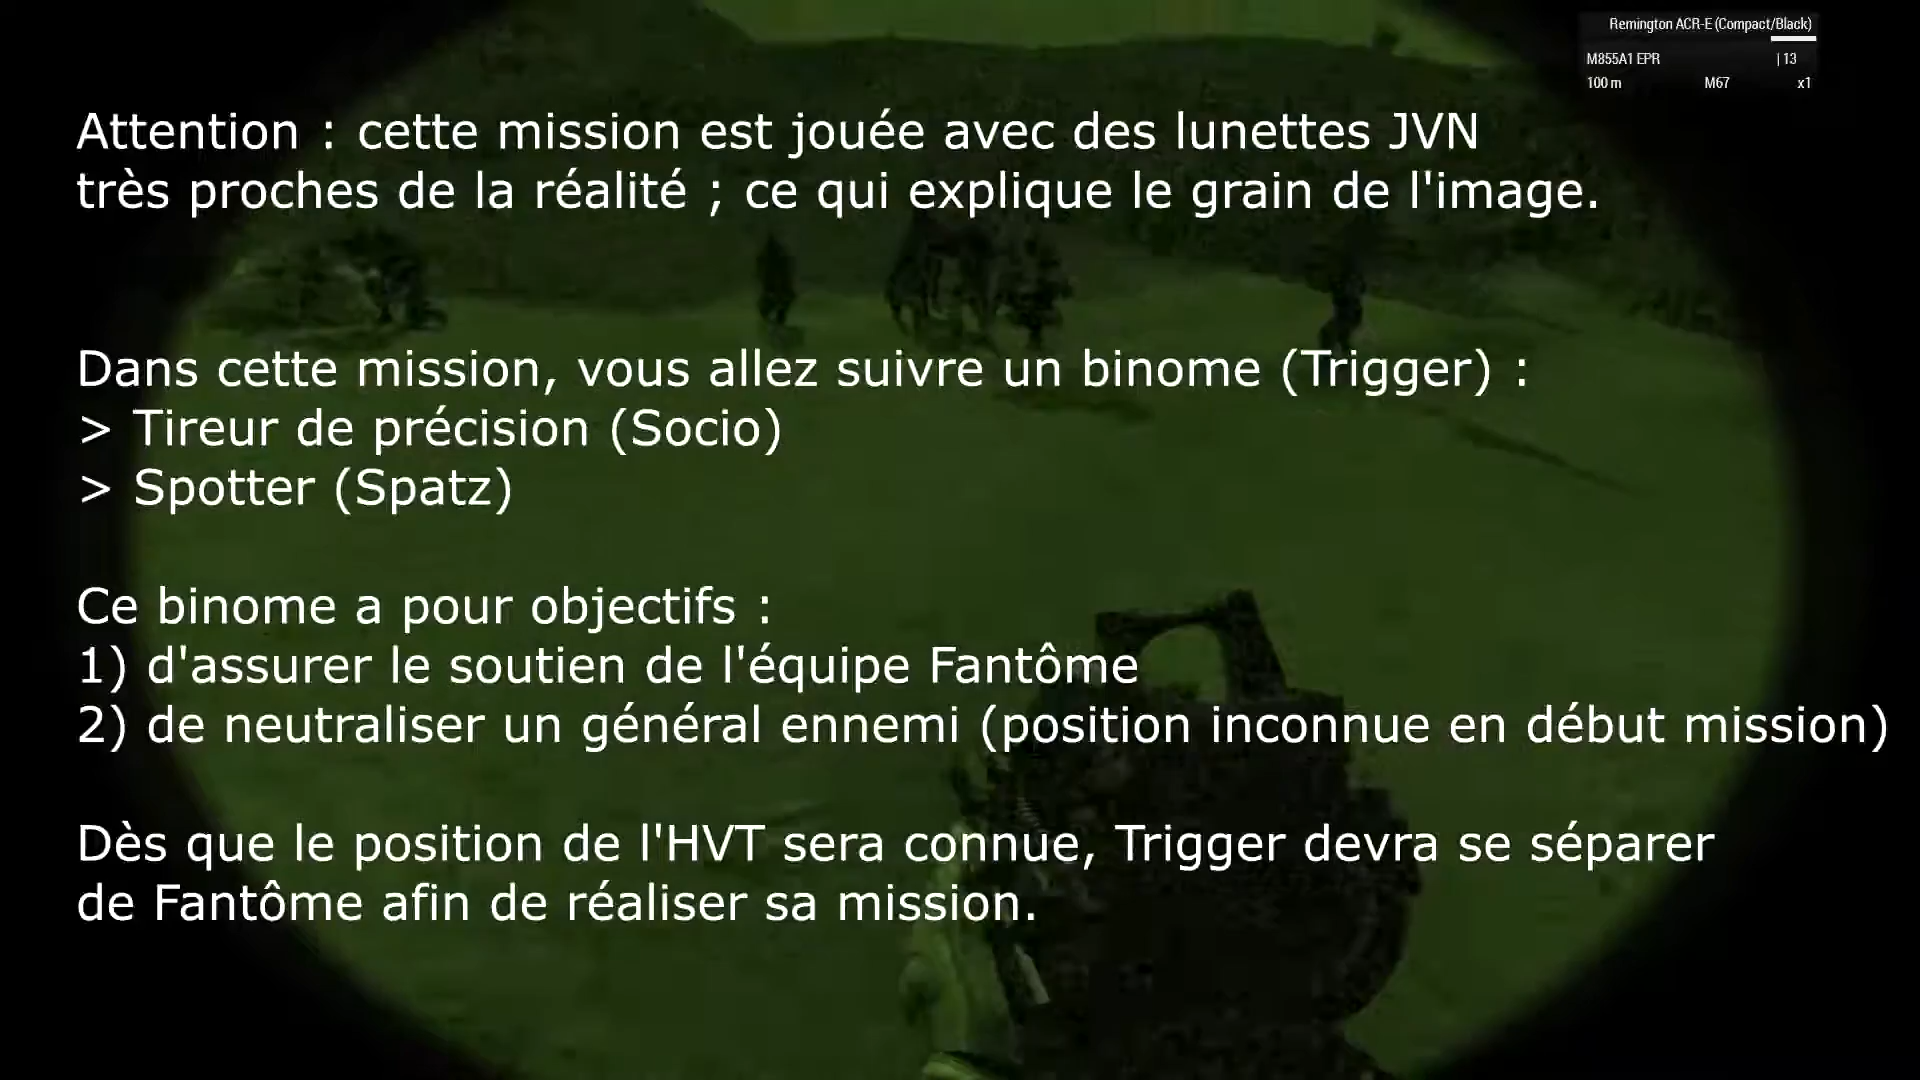 Remington ACR-E (Compact/Black)
M855A1 EPR | 13
100 m M67 x1
Attention : cette mission est jouée avec des lunettes JVN
très proches de la réalité ; ce qui explique le grain de l'image.
Dans cette mission, vous allez suivre un binome (Trigger) :
> Tireur de précision (Socio)
> Spotter (Spatz)
Ce binome a pour objectifs :
1) d'assurer le soutien de l'équipe Fantôme
2) de neutraliser un général ennemi (position inconnue en début mission)
Dès que le position de l'HVT sera connue, Trigger devra se séparer
de Fantôme afin de réaliser sa mission.